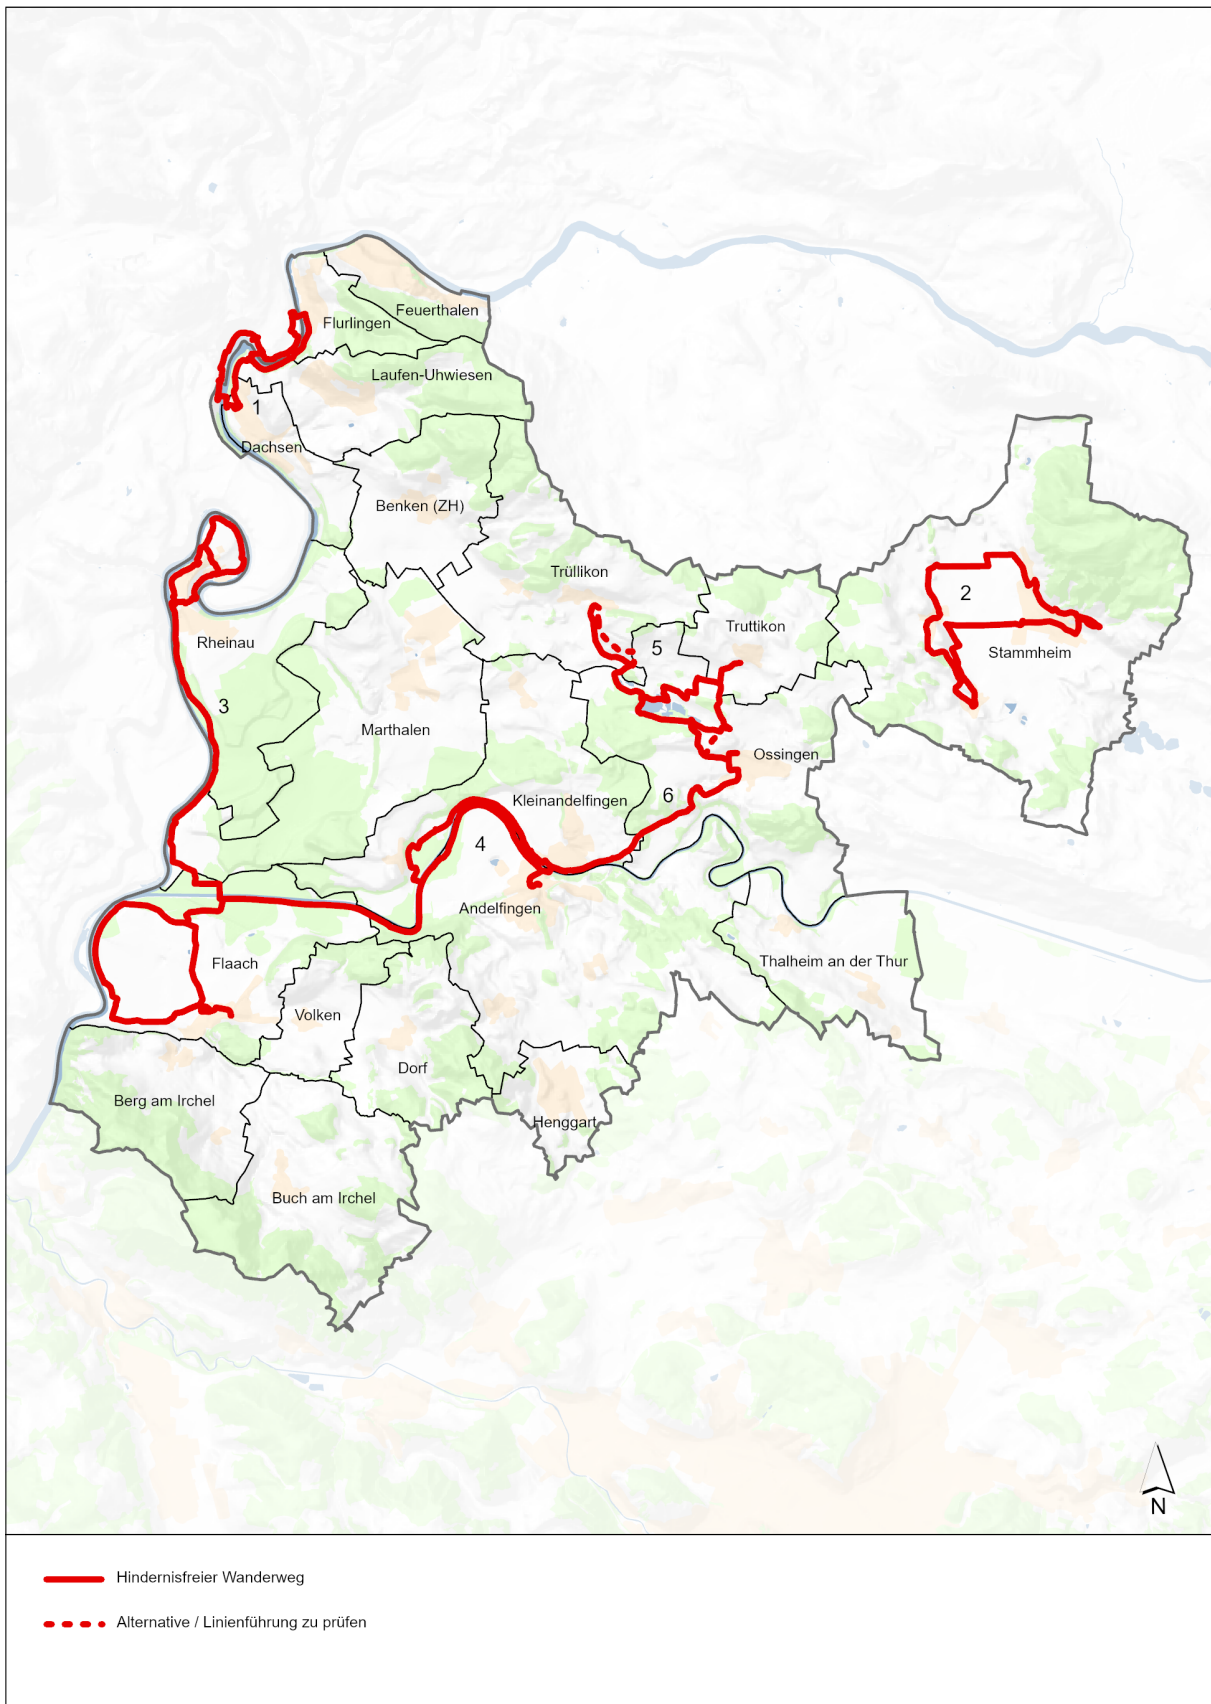 Feuerthalen
Flurlingen
Laufen-Uhwiesen
1
Dachsen
Benken (ZH)
Trüllikon
2
Truttikon
Rheinau
5
Stammheim
3
Marthalen
Ossingen
6
Kleinandelfingen
4
Andelfingen
Flaach
Thalheim an der Thur
Volken
Dorf
Berg am Irchel
Henggart
Buch am Irchel
N
Hindernisfreier Wanderweg
Alternative / Linienführung zu prüfen